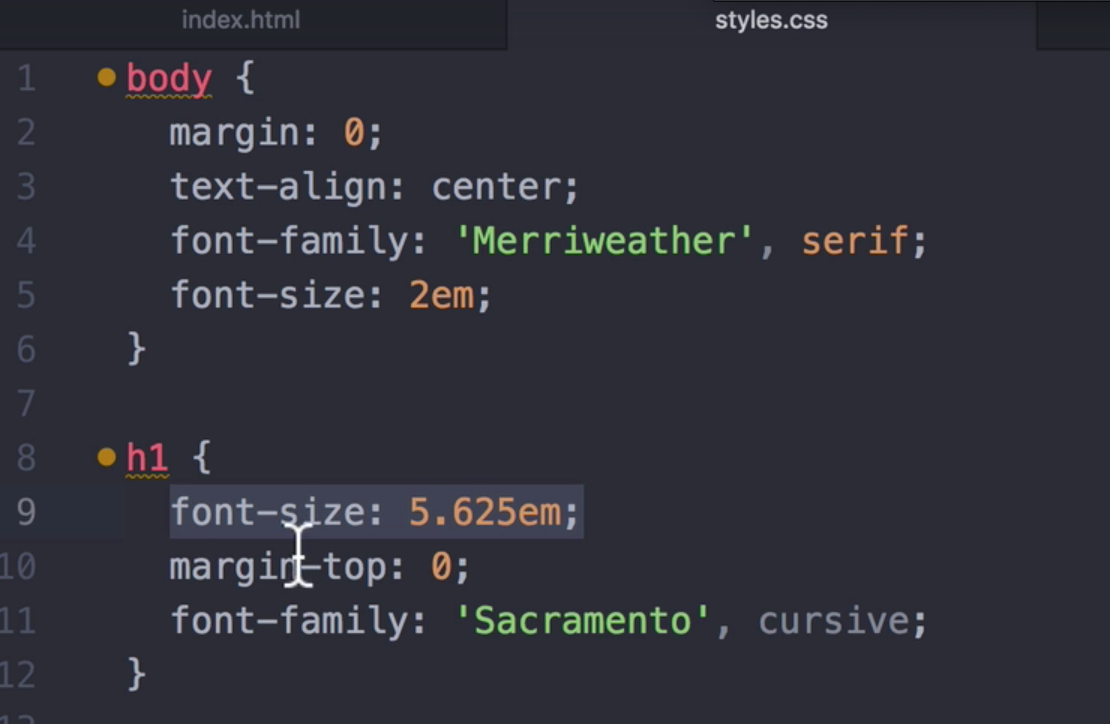 index.html
styles.css
1 body {
2 margin: 0;
3 text-align: center;
4 font-family: 'Merriweather', serif;
5 font-size: 2em;
6 }
7
8 h1 {
9 font-size: 5.625em;
10 margin-top: 0;
11 font-family: 'Sacramento', cursive;
12 }